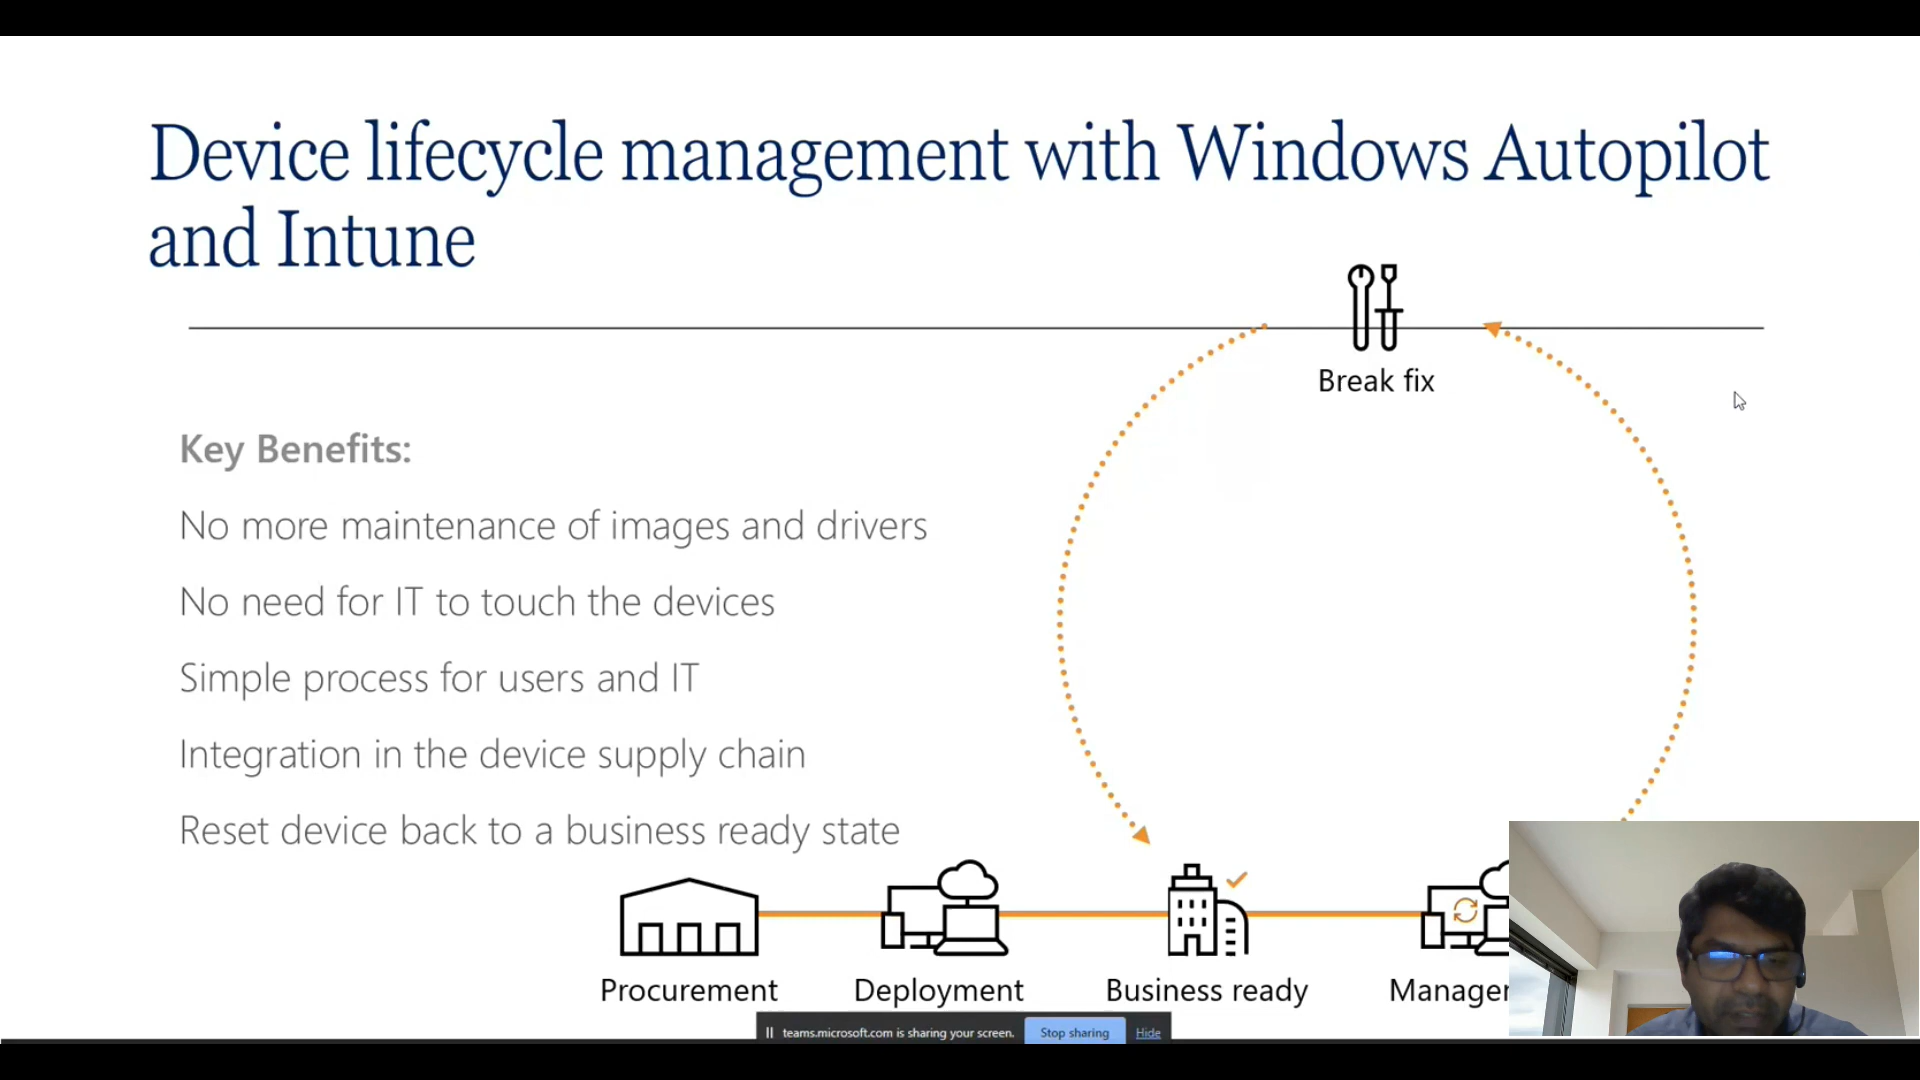 Device lifecycle management with Windows Autopilot
and Intune
Break fix
Key Benefits:
No more maintenance of images and drivers
No need for IT to touch the devices
Simple process for users and IT
Integration in the device supply chain
Reset device back to a business ready state
Procurement
Deployment
Business ready
Manager
teams.microsoft.com is sharing your screen.
Stop sharing
Hide